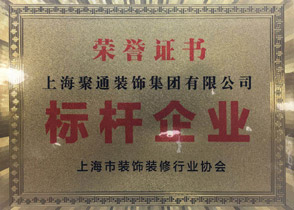 荣誉证书
上海聚通装饰集团有限公司
标杆企业
上海市装饰装修行业协会